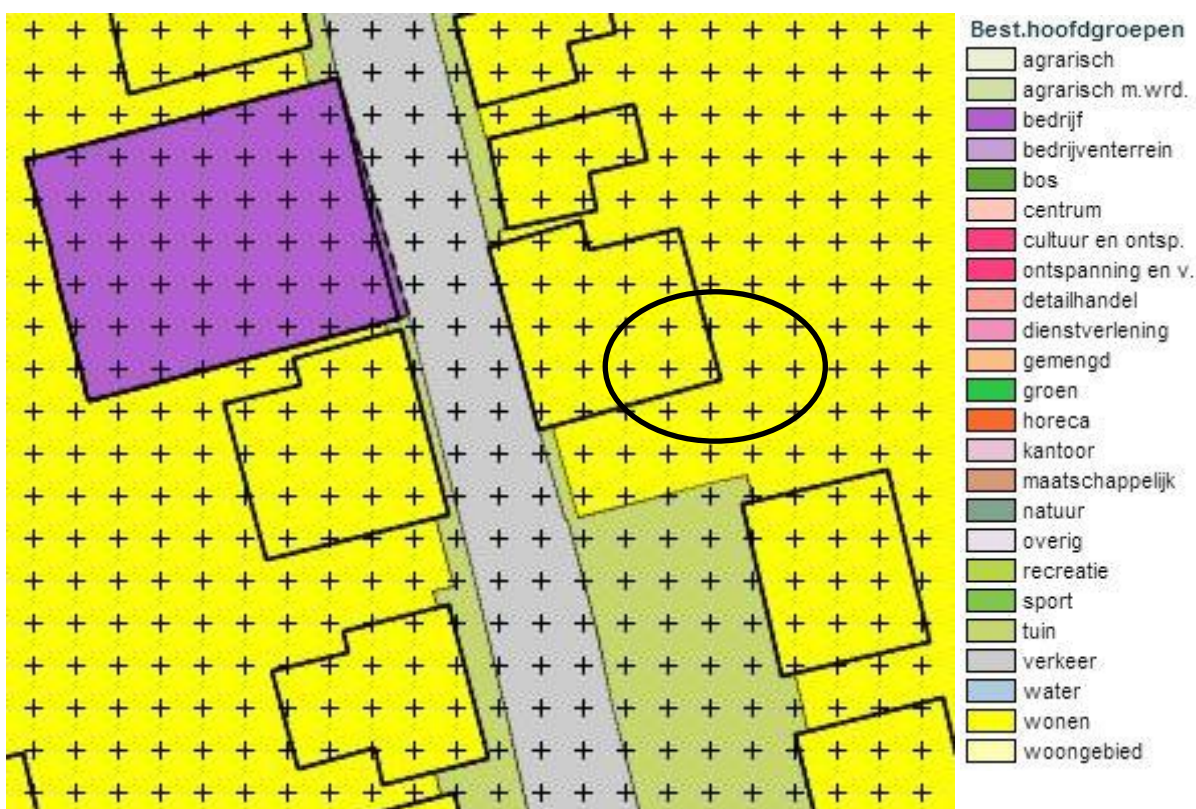 Best.hoofdgroepen
agrarisch
agrarisch m.wrd.
bedrijf
bedrijventerrein
bos
centrum
cultuur en ontsp.
ontspanning en v.
detailhandel
dienstverlening
gemengd
groen
horeca
kantoor
maatschappelijk
natuur
overig
recreatie
sport
tuin
verkeer
water
wonen
woongebied